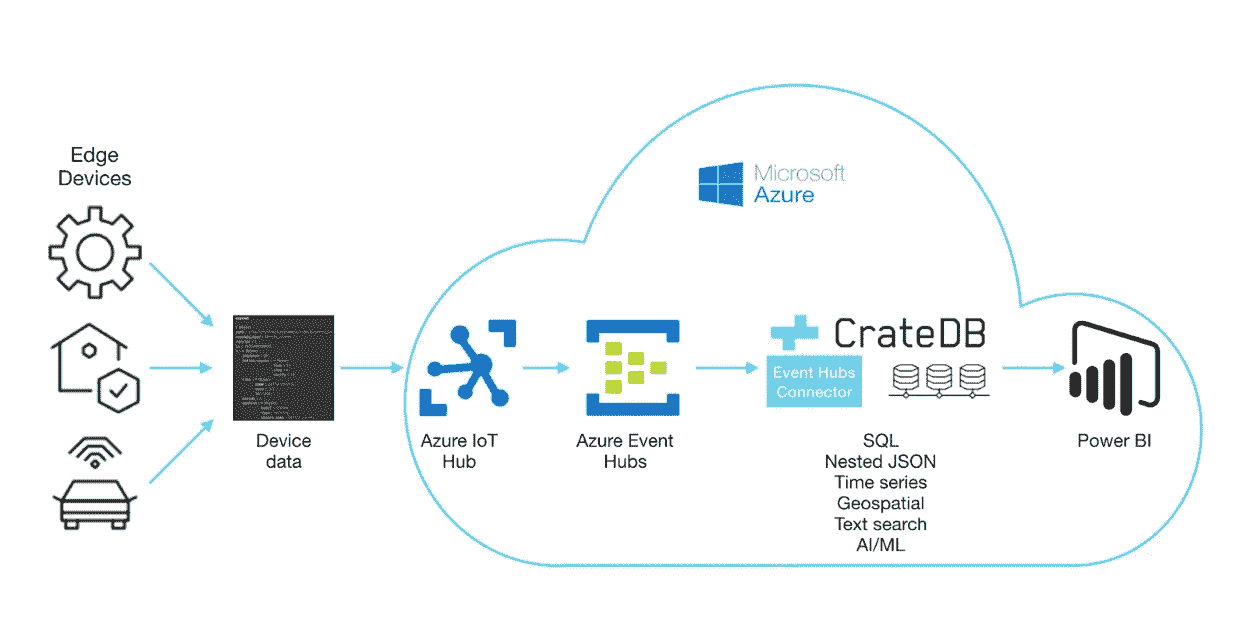 Edge
Devices
Microsoft
Azure
Device
data
Azure IoT
Hub
Azure Event
Hubs
CrateDB
Event Hubs
Connector
SQL
Nested JSON
Time series
Geospatial
Text search
AI/ML
Power BI